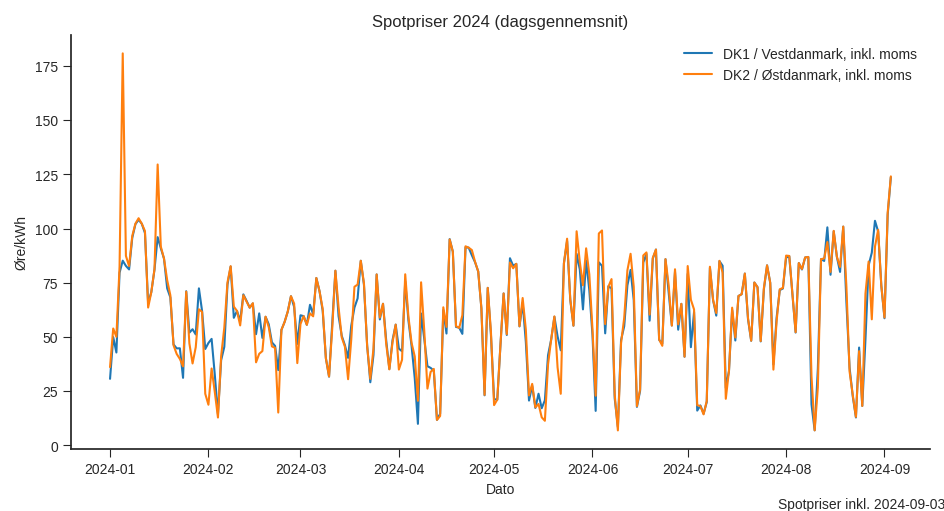 Spotpriser 2024 (dagsgennemsnit)
DK1 / Vestdanmark, inkl. moms
DK2 / Østdanmark, inkl. moms
Øre/kWh
175
150
125
100
75
50
25
0
2024-01 2024-02 2024-03 2024-04 2024-05 2024-06 2024-07 2024-08 2024-09
Dato
Spotpriser inkl. 2024-09-03